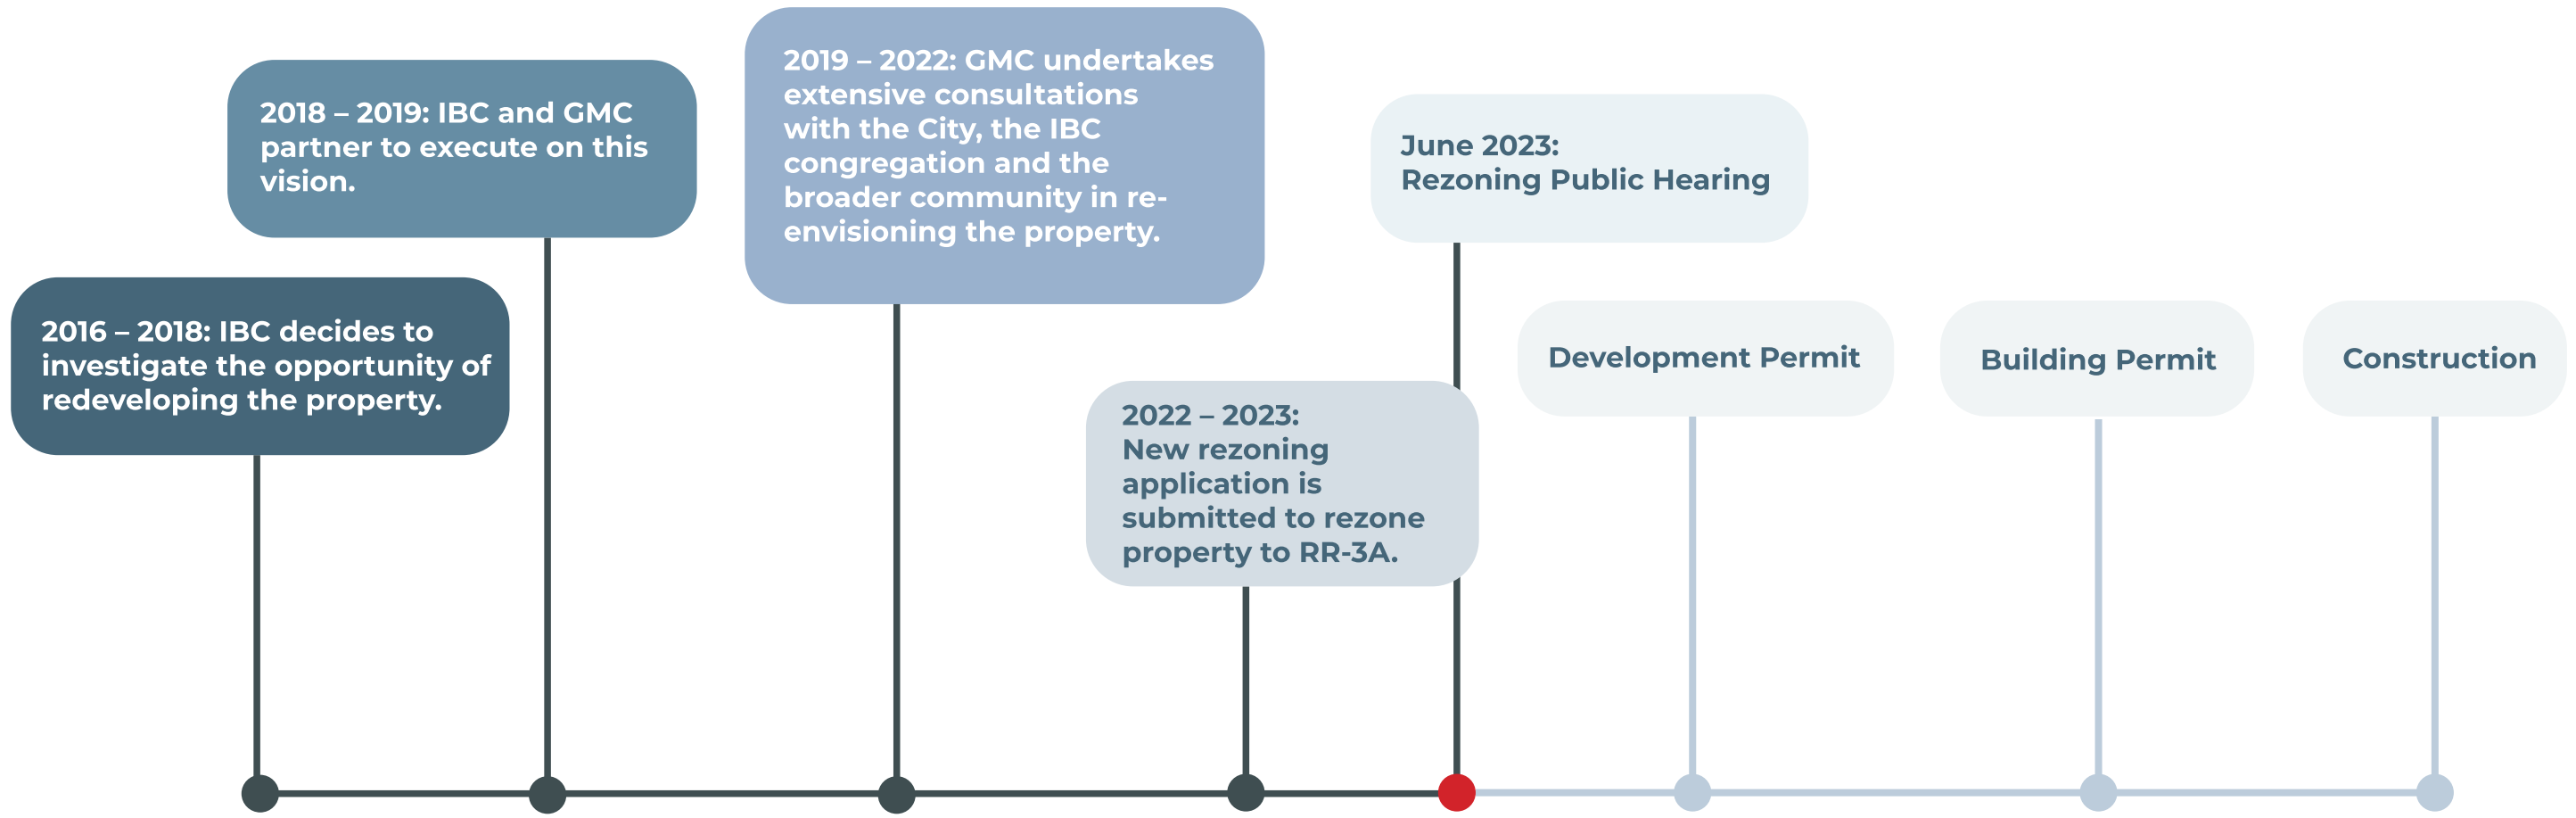 2016 – 2018: IBC decides to
investigate the opportunity of
redeveloping the property.
2018 – 2019: IBC and GMC
partner to execute on this
vision.
2019 – 2022: GMC undertakes
extensive consultations
with the City, the IBC
congregation and the
broader community in re-
envisioning the property.
2022 – 2023:
New rezoning
application is
submitted to rezone
property to RR-3A.
June 2023:
Rezoning Public Hearing
Development Permit
Building Permit
Construction